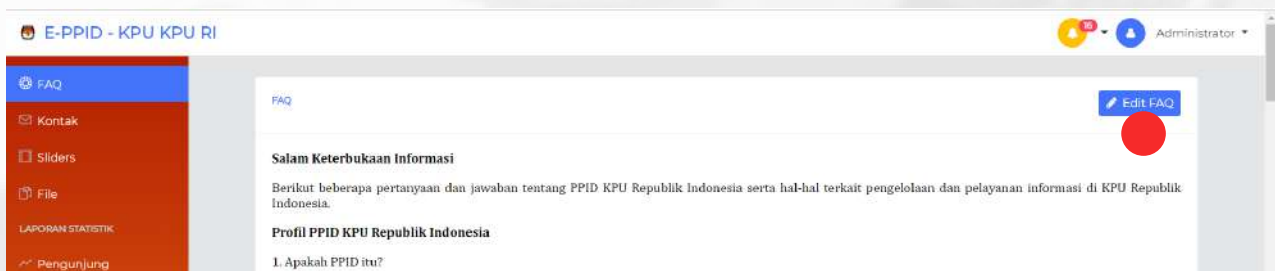 E-PPID - KPU KPU RI
16
Administrator
FAQ
Kontak
Sliders
File
LAPORAN STATISTIK
Pengunjung
FAQ
Edit FAQ
Salam Keterbukaan Informasi
Berikut beberapa pertanyaan dan jawaban tentang PPID KPU Republik Indonesia serta hal-hal terkait pengelolaan dan pelayanan informasi di KPU Republik
Indonesia.
Profil PPID KPU Republik Indonesia
1. Apakah PPID itu?